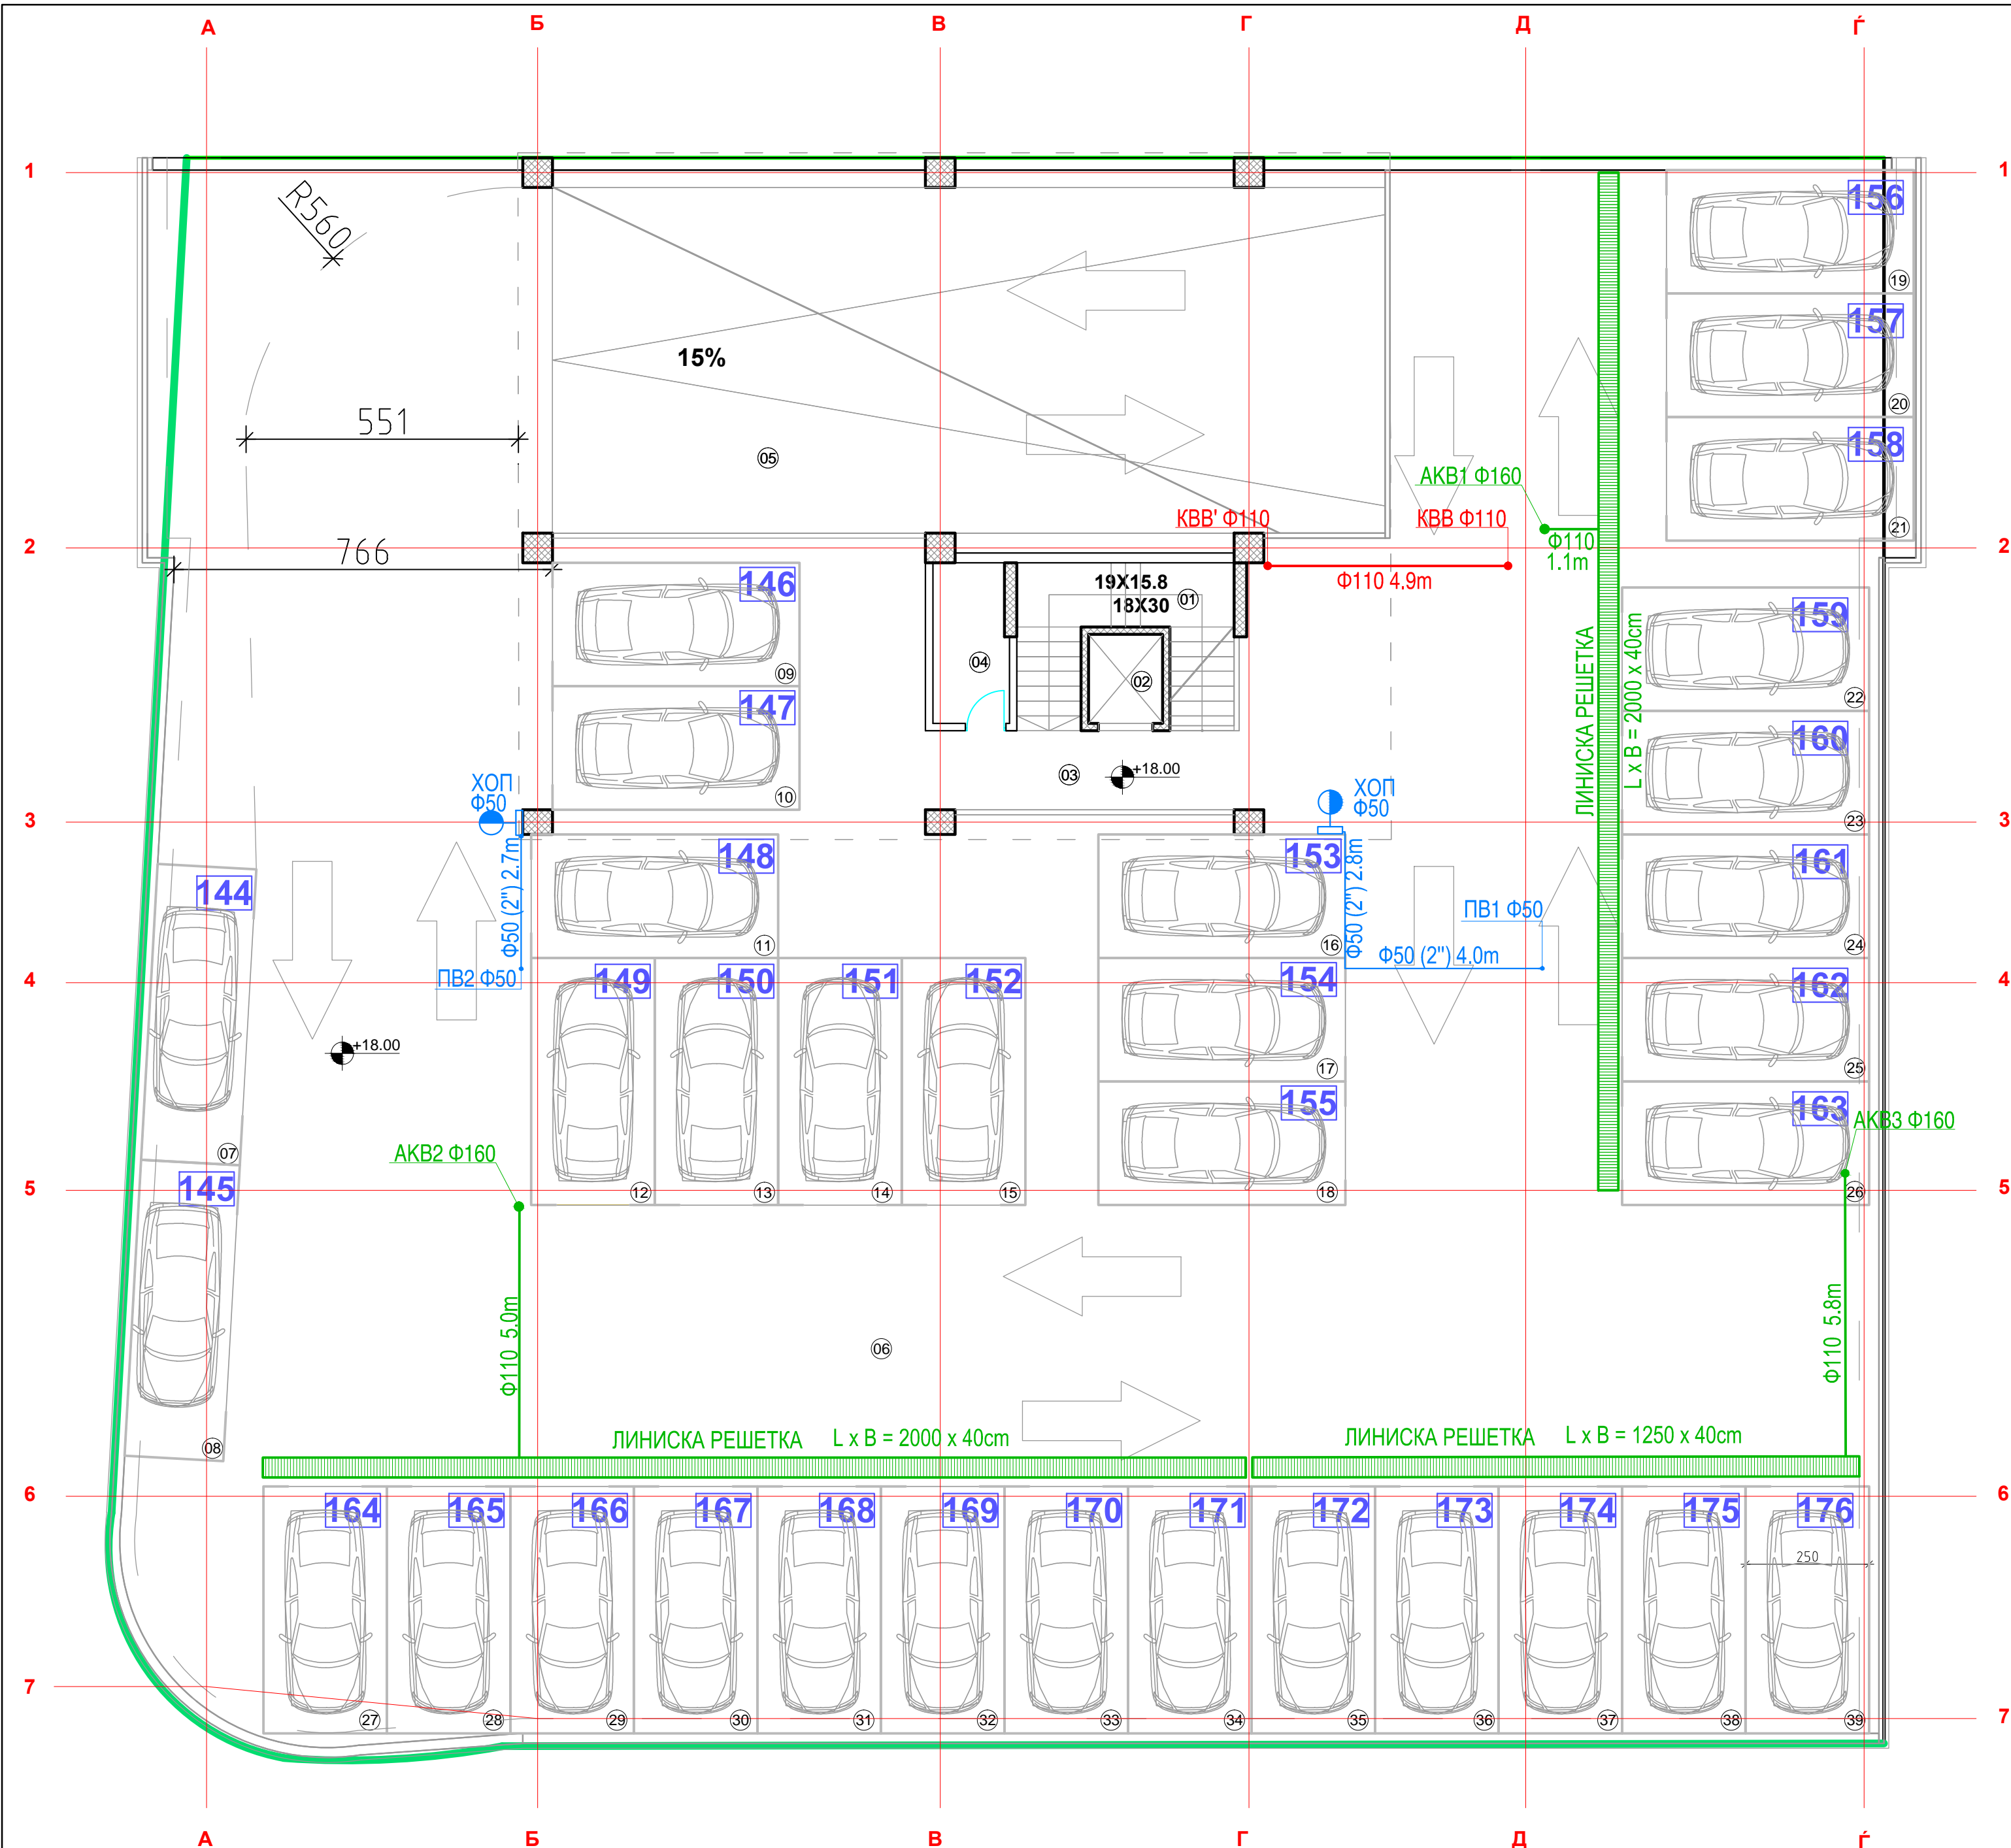 А Б В Г Д Ѓ
1 1
R560
156
19
157
20
15%
551
158
05
АКВ1 Ф160
КВВ' Ф110 КВВ Ф110
21
2 2
766
Ф110
1.1m
Ф110 4.9m
146
19X15.8
18X30
01
159
ЛИНИСКА РЕШЕТКА
L x B = 2000 x 40cm
04
02
09
22
147
160
03
+18.00
ХОП
Ф50
10
ХОП
Ф50
3 3
23
Ф50 (2") 2.7m
148
153
Ф50 (2") 2.8m
161
144
ПВ1 Ф50
11
16
24
Ф50 (2") 4.0m
4 4
ПВ2 Ф50
149 150 151 152
154
162
+18.00
17
25
155
163
АКВ3 Ф160
АКВ2 Ф160
07
145
5 5
12 13 14 15
18
26
Ф110 5.0m
Ф110 5.8m
06
08
ЛИНИСКА РЕШЕТКА L x B = 2000 x 40cm
ЛИНИСКА РЕШЕТКА L x B = 1250 x 40cm
6 6
164 165 166 167 168 169 170 171 172 173 174 175 176
250
7 7
27 28 29 30 31 32 33 34 35 36 37 38 39
А Б В Г Д Ѓ